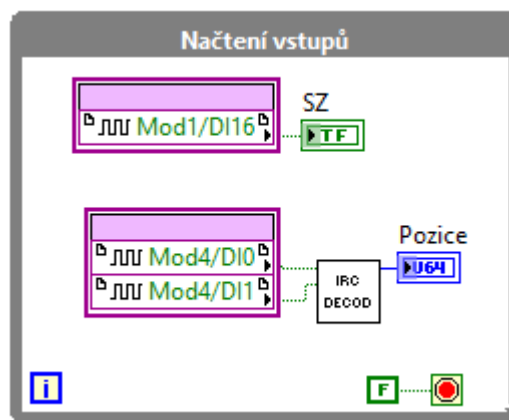 Načtení vstupů
SZ
Mod1/DI16
TF
Pozice
Mod4/DI0
U64
Mod4/DI1
IRC
DECOD
i
F